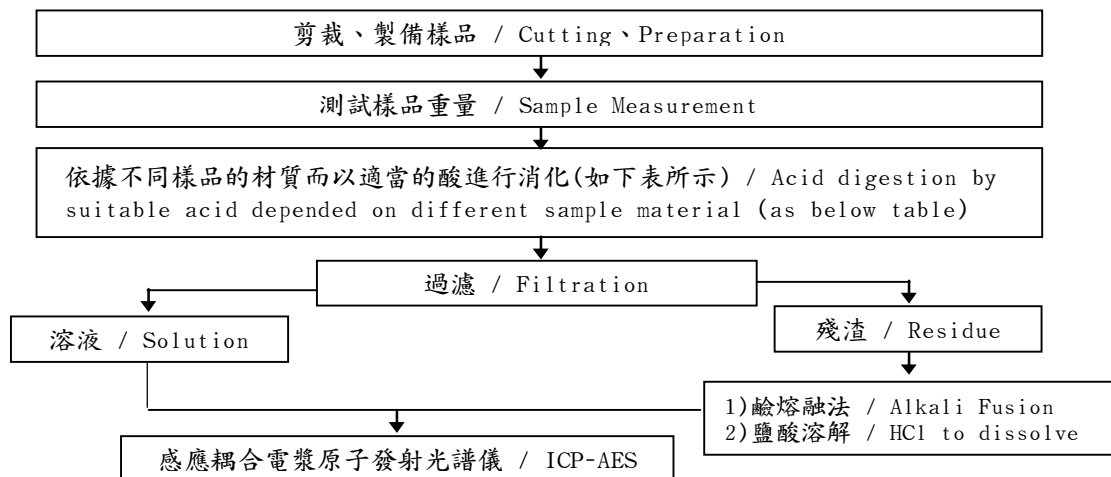 剪裁、製備樣品 / Cutting、Preparation
測試樣品重量 / Sample Measurement
依據不同樣品的材質而以適當的酸進行消化(如下表所示) / Acid digestion by
suitable acid depended on different sample material (as below table)
過濾 / Filtration
溶液 / Solution
殘渣 / Residue
1)鹼熔融法 / Alkali Fusion
2)鹽酸溶解 / HCl to dissolve
感應耦合電漿原子發射光譜儀 / ICP-AES